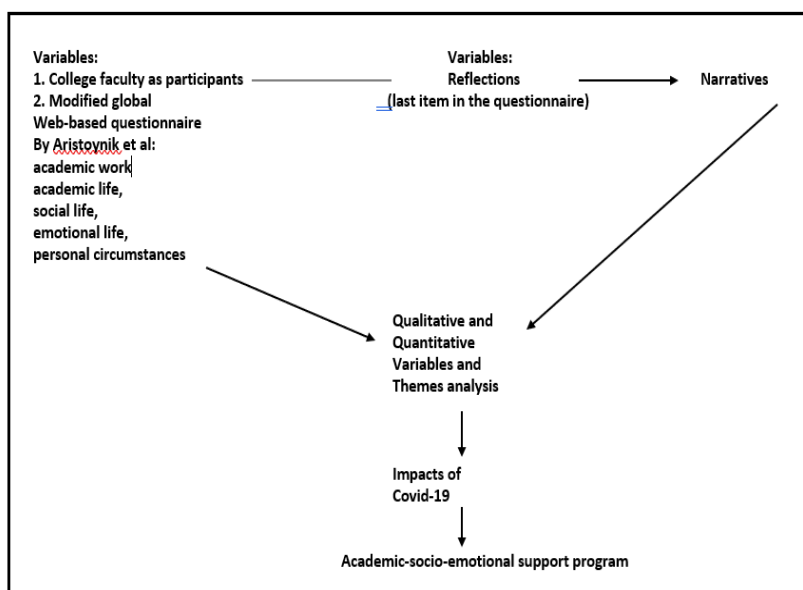 Variables:
1. College faculty as participants
2. Modified global
Web-based questionnaire
By Aristoynik et al:
academic work
academic life,
social life,
emotional life,
personal circumstances
Variables:
Reflections
(last item in the questionnaire)
Narratives
Qualitative and
Quantitative
Variables and
Themes analysis
Impacts of
Covid-19
Academic-socio-emotional support program